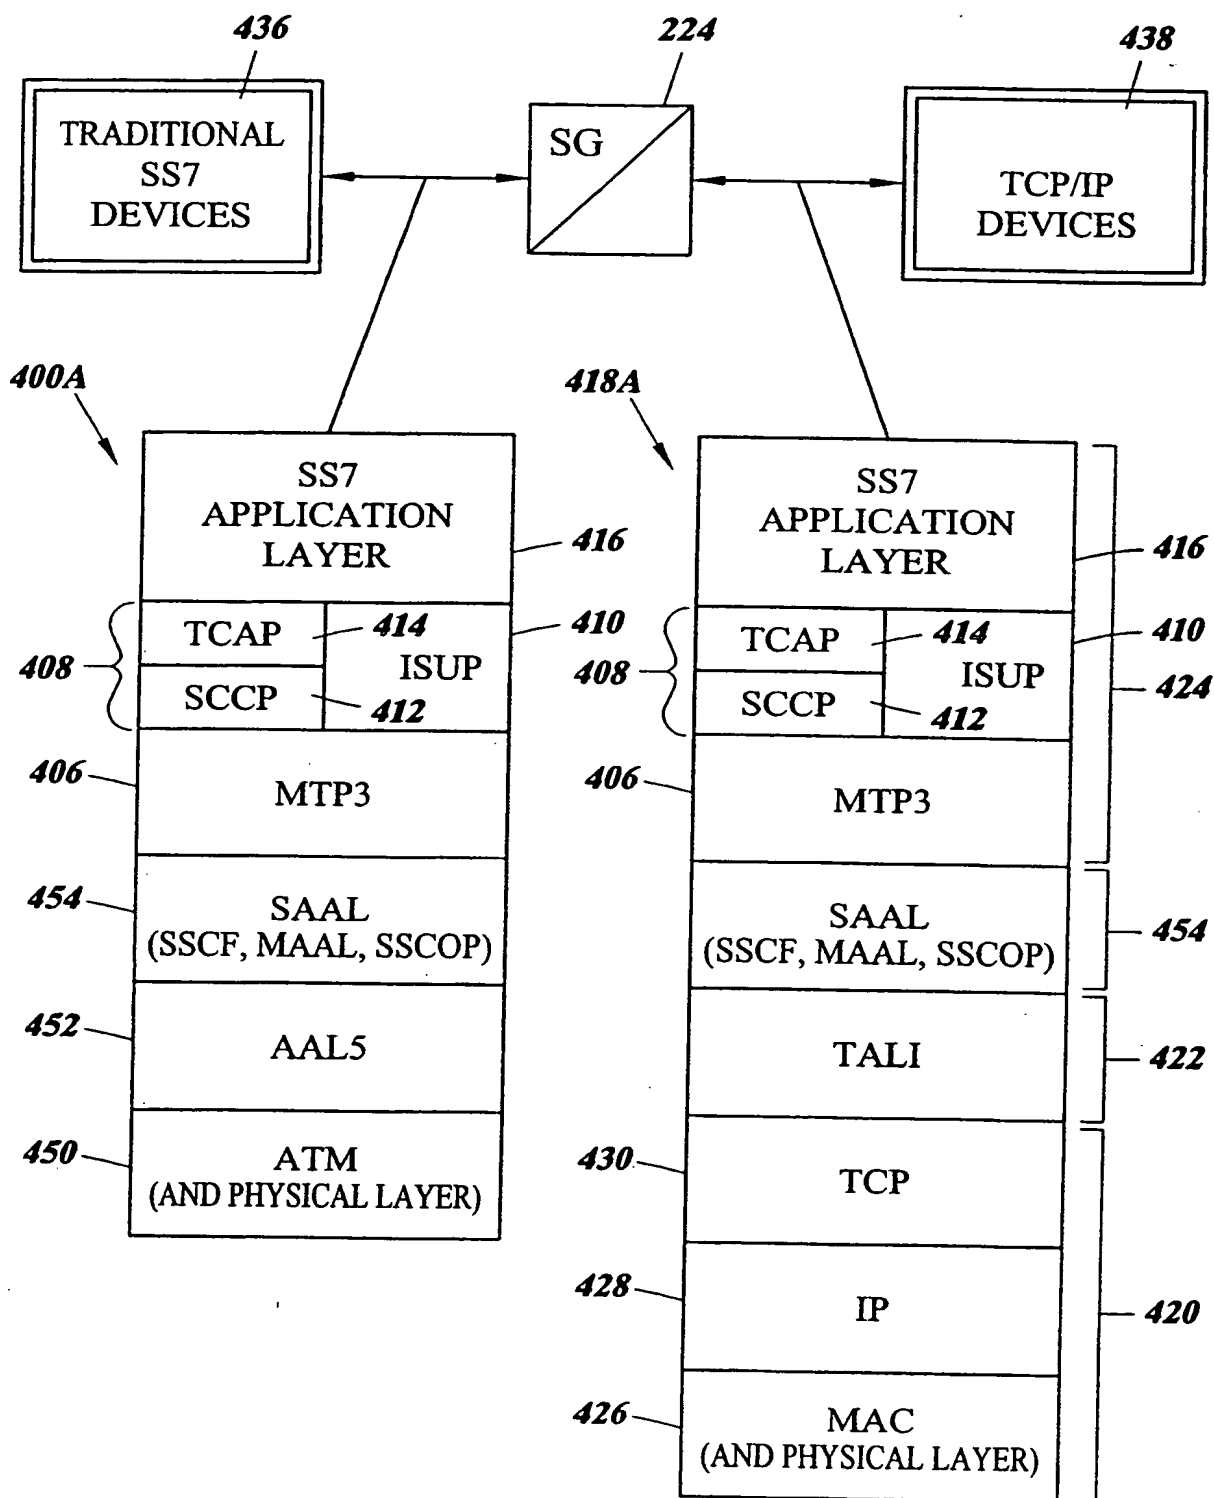 436
224
438
TRADITIONAL
SS7
DEVICES
SG
TCP/IP
DEVICES
400A
SS7
APPLICATION
LAYER
416
408
TCAP
414
SCCP
412
ISUP
410
406
MTP3
454
SAAL
(SSCF, MAAL, SSCOP)
452
AAL5
450
ATM
(AND PHYSICAL LAYER)
418A
SS7
APPLICATION
LAYER
416
408
TCAP
414
SCCP
412
ISUP
410
424
406
MTP3
SAAL
(SSCF, MAAL, SSCOP)
454
TALI
422
430
TCP
428
IP
420
426
MAC
(AND PHYSICAL LAYER)